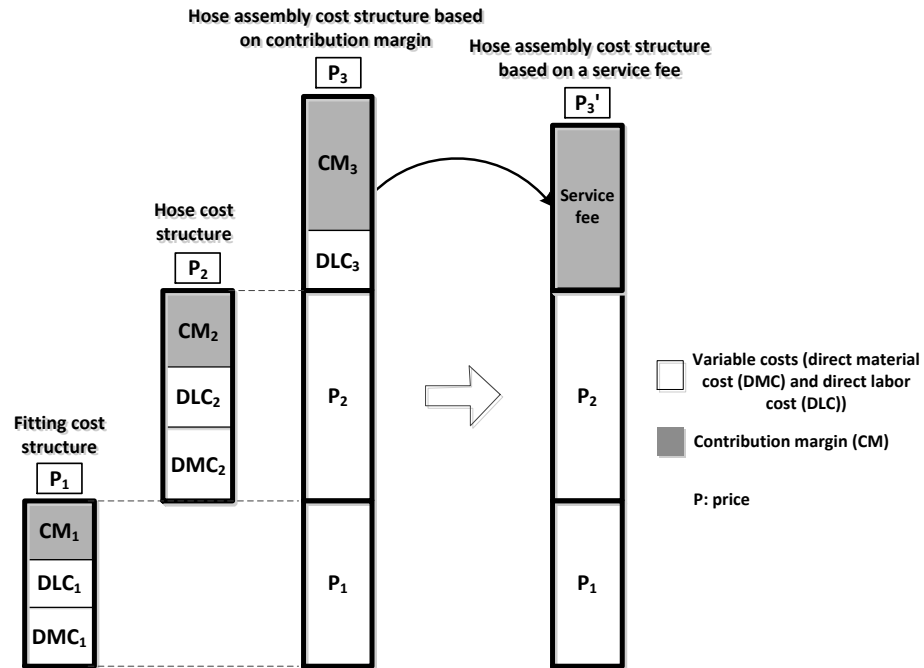 Hose assembly cost structure based
on contribution margin
P₃
CM₃
DLC₃
P₂
P₁
Hose assembly cost structure
based on a service fee
P₃'
Service
fee
P₂
P₁
Hose cost
structure
P₂
CM₂
DLC₂
DMC₂
Fitting cost
structure
P₁
CM₁
DLC₁
DMC₁
Variable costs (direct material
cost (DMC) and direct labor
cost (DLC))
Contribution margin (CM)
P: price